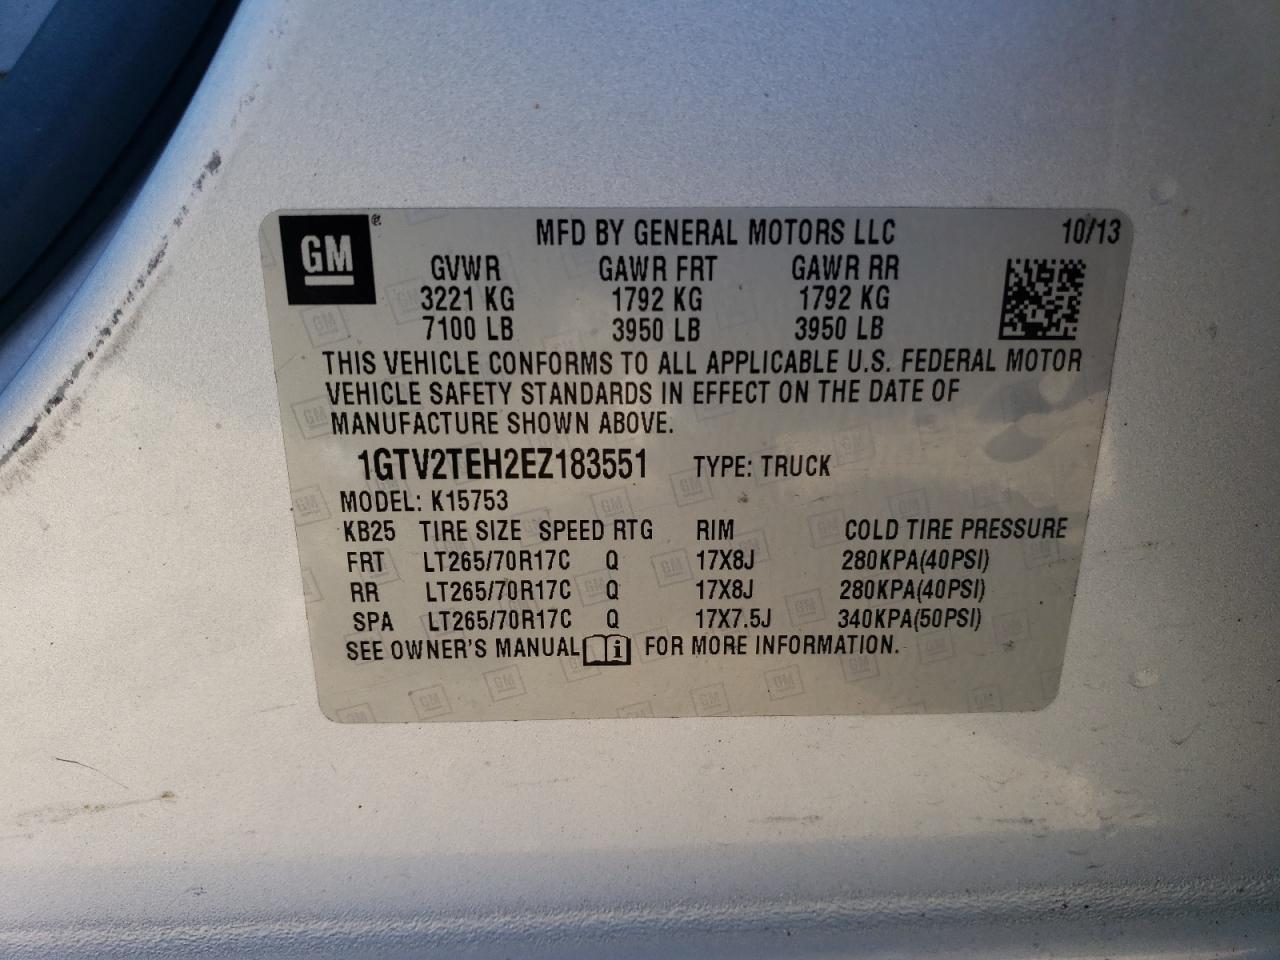 GM ® MFD BY GENERAL MOTORS LLC 10/13
GVWR GAWR FRT GAWR RR
3221 KG 1792 KG 1792 KG
7100 LB 3950 LB 3950 LB
THIS VEHICLE CONFORMS TO ALL APPLICABLE U.S. FEDERAL MOTOR
VEHICLE SAFETY STANDARDS IN EFFECT ON THE DATE OF
MANUFACTURE SHOWN ABOVE.
1GTV2TEH2EZ183551 TYPE: TRUCK
MODEL: K15753
KB25 TIRE SIZE SPEED RTG RIM COLD TIRE PRESSURE
FRT LT265/70R17C Q 17X8J 280KPA(40PSI)
RR LT265/70R17C Q 17X8J 280KPA(40PSI)
SPA LT265/70R17C Q 17X7.5J 340KPA(50PSI)
SEE OWNER'S MANUAL i FOR MORE INFORMATION.